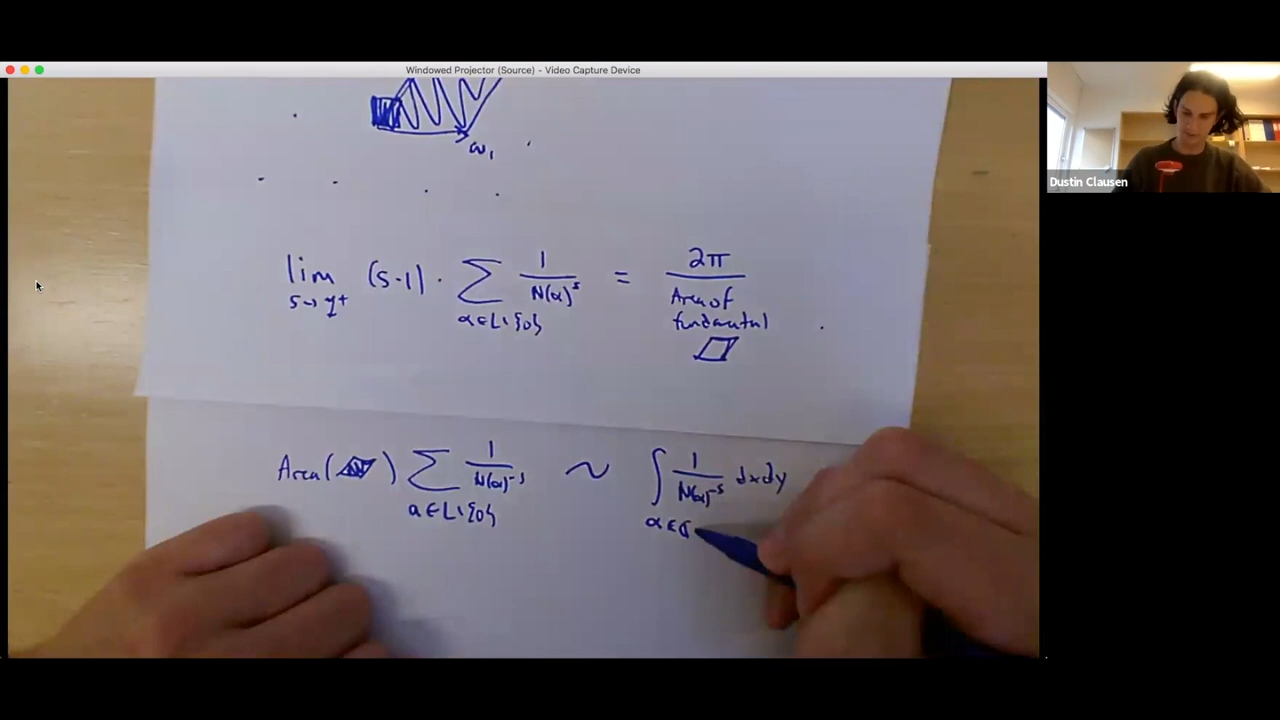 Windowed Projector (Source) - Video Capture Device
Dustin Clausen
ω₁
lim_{s→1+} (s-1) · ∑_{α∈L\{0}} 1/N(α)^s = 2π / Area of fundamental ▱ .
Area(▱) ∑_{α∈L\{0}} 1/N(α)^{-s} ~ ∫_{α∈ℂ} 1/N(α)^{-s} dxdy